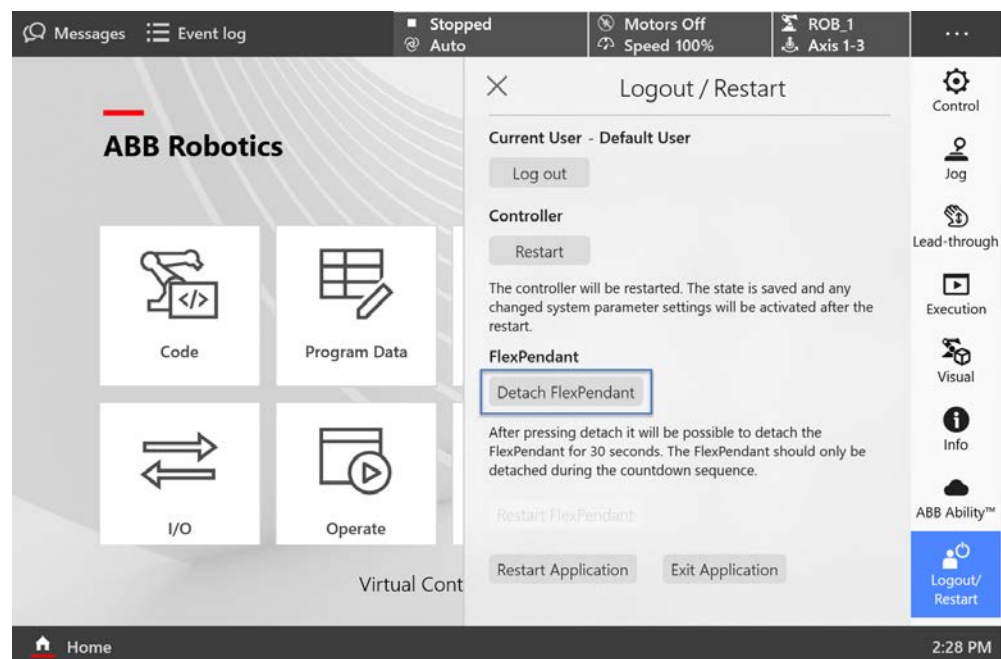 Messages
Event log
Stopped
Auto
Motors Off
Speed 100%
ROB_1
Axis 1-3
...
ABB Robotics
</>
Code
Program Data
I/O
Operate
Virtual Cont
Logout / Restart
Current User - Default User
Log out
Controller
Restart
The controller will be restarted. The state is saved and any
changed system parameter settings will be activated after the
restart.
FlexPendant
Detach FlexPendant
After pressing detach it will be possible to detach the
FlexPendant for 30 seconds. The FlexPendant should only be
detached during the countdown sequence.
Restart FlexPendant
Restart Application
Exit Application
Control
Jog
Lead-through
Execution
Visual
Info
ABB Ability™
Logout/
Restart
Home
2:28 PM